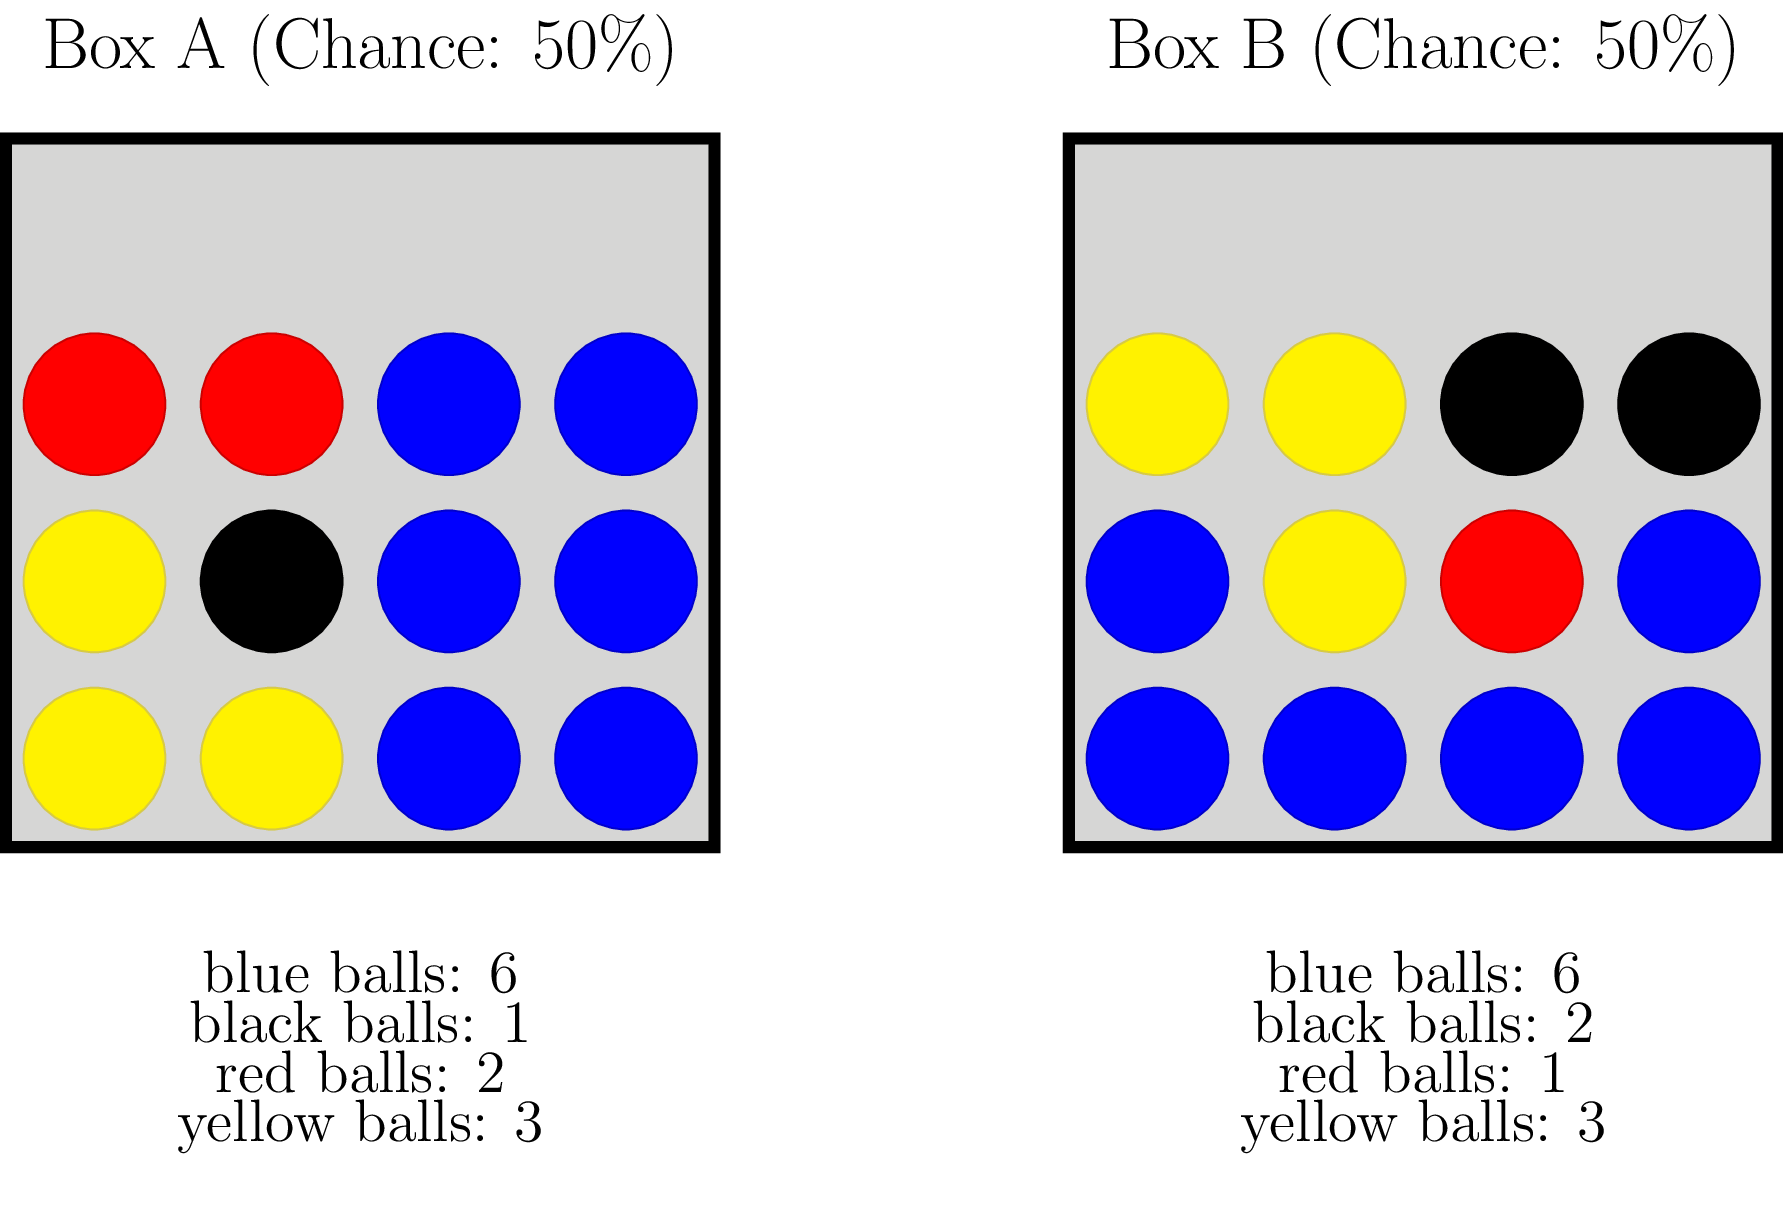 Box A (Chance: 50%)
Box B (Chance: 50%)
blue balls: 6
black balls: 1
red balls: 2
yellow balls: 3
blue balls: 6
black balls: 2
red balls: 1
yellow balls: 3